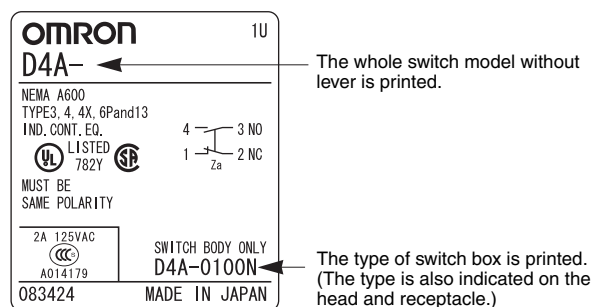 OMRON 1U
D4A-
The whole switch model without
lever is printed.
NEMA A600
TYPE3, 4, 4X, 6Pand13
IND. CONT. EQ.
LISTED
782Y
UL
SA
4 3 NO
1 2 NC
Za
MUST BE
SAME POLARITY
2A 125VAC
CCC S
A014179
SWITCH BODY ONLY
D4A-0100N
The type of switch box is printed.
(The type is also indicated on the
head and receptacle.)
083424 MADE IN JAPAN